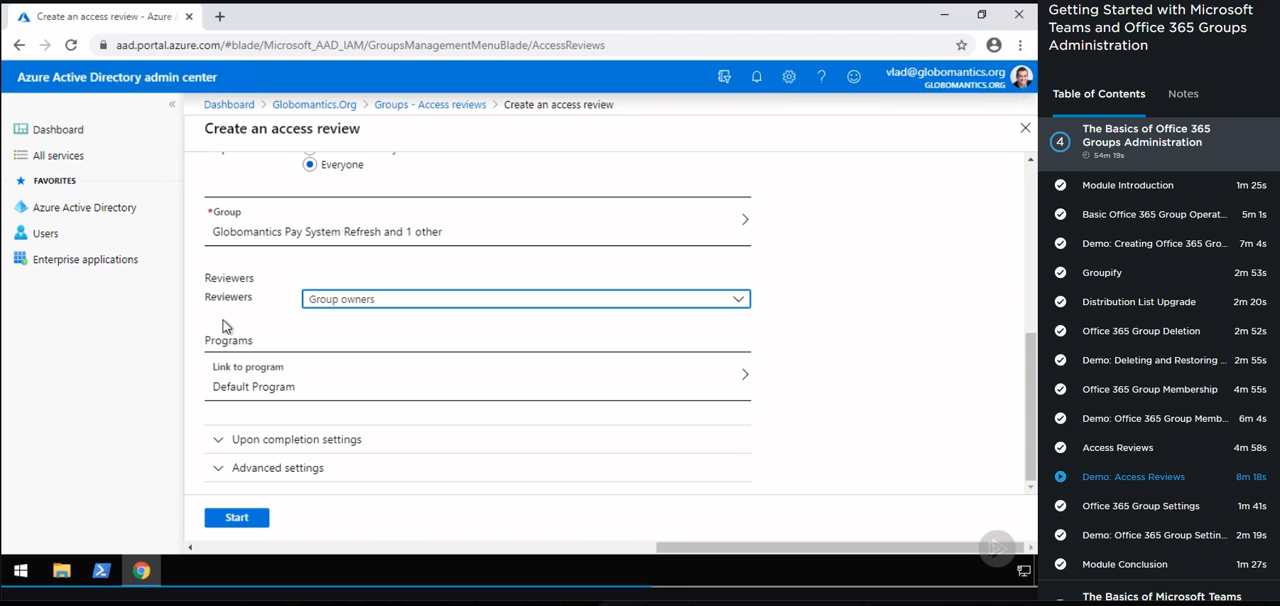 Create an access review - Azure A
aad.portal.azure.com/#blade/Microsoft_AAD_IAM/GroupsManagementMenuBlade/AccessReviews
Azure Active Directory admin center
vlad@globomantics.org
GLOBOMANTICS.ORG
Dashboard > Globomantics.Org > Groups - Access reviews > Create an access review
Create an access review
Dashboard
All services
FAVORITES
Azure Active Directory
Users
Enterprise applications
Everyone
*Group
Globomantics Pay System Refresh and 1 other
Reviewers
Reviewers
Group owners
Programs
Link to program
Default Program
Upon completion settings
Advanced settings
Start
Getting Started with Microsoft
Teams and Office 365 Groups
Administration
Table of Contents
Notes
4
The Basics of Office 365
Groups Administration
54m 19s
Module Introduction 1m 25s
Basic Office 365 Group Operat... 5m 1s
Demo: Creating Office 365 Gro... 7m 4s
Groupify 2m 53s
Distribution List Upgrade 2m 20s
Office 365 Group Deletion 2m 52s
Demo: Deleting and Restoring ... 2m 55s
Office 365 Group Membership 4m 55s
Demo: Office 365 Group Memb... 6m 4s
Access Reviews 4m 58s
Demo: Access Reviews 8m 18s
Office 365 Group Settings 1m 41s
Demo: Office 365 Group Settin... 2m 19s
Module Conclusion 1m 27s
The Basics of Microsoft Teams